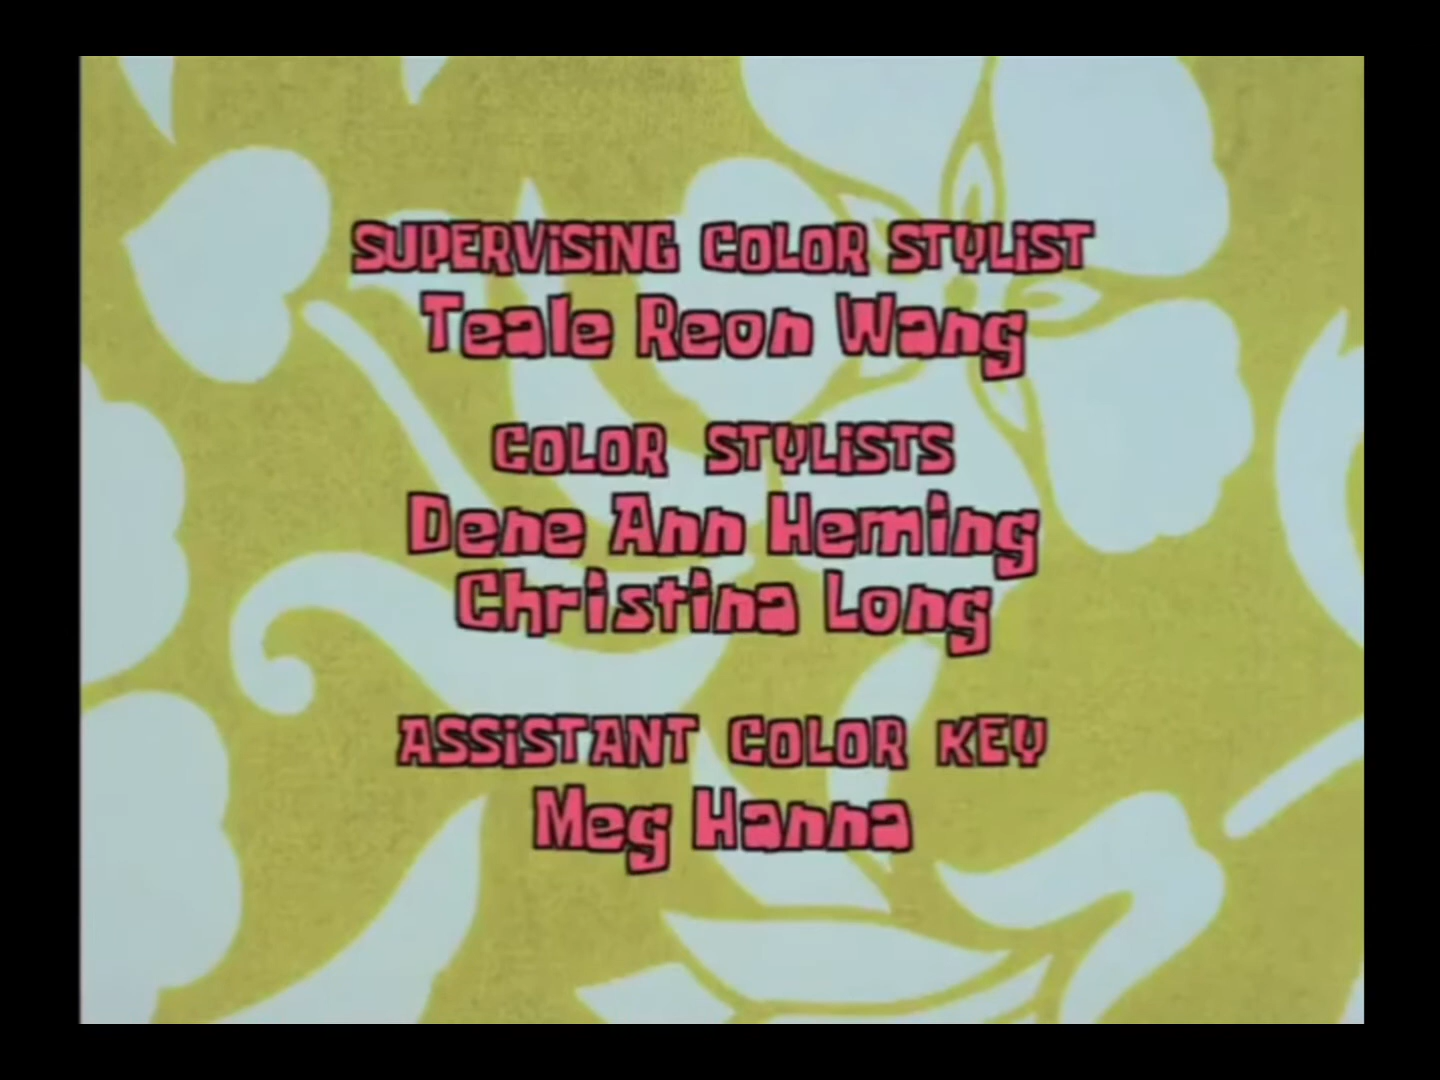 SUPERVISING COLOR STYLIST
Teale Reon Wang
COLOR STYLISTS
Dene Ann Heming
Christina Long
ASSISTANT COLOR KEY
Meg Hanna